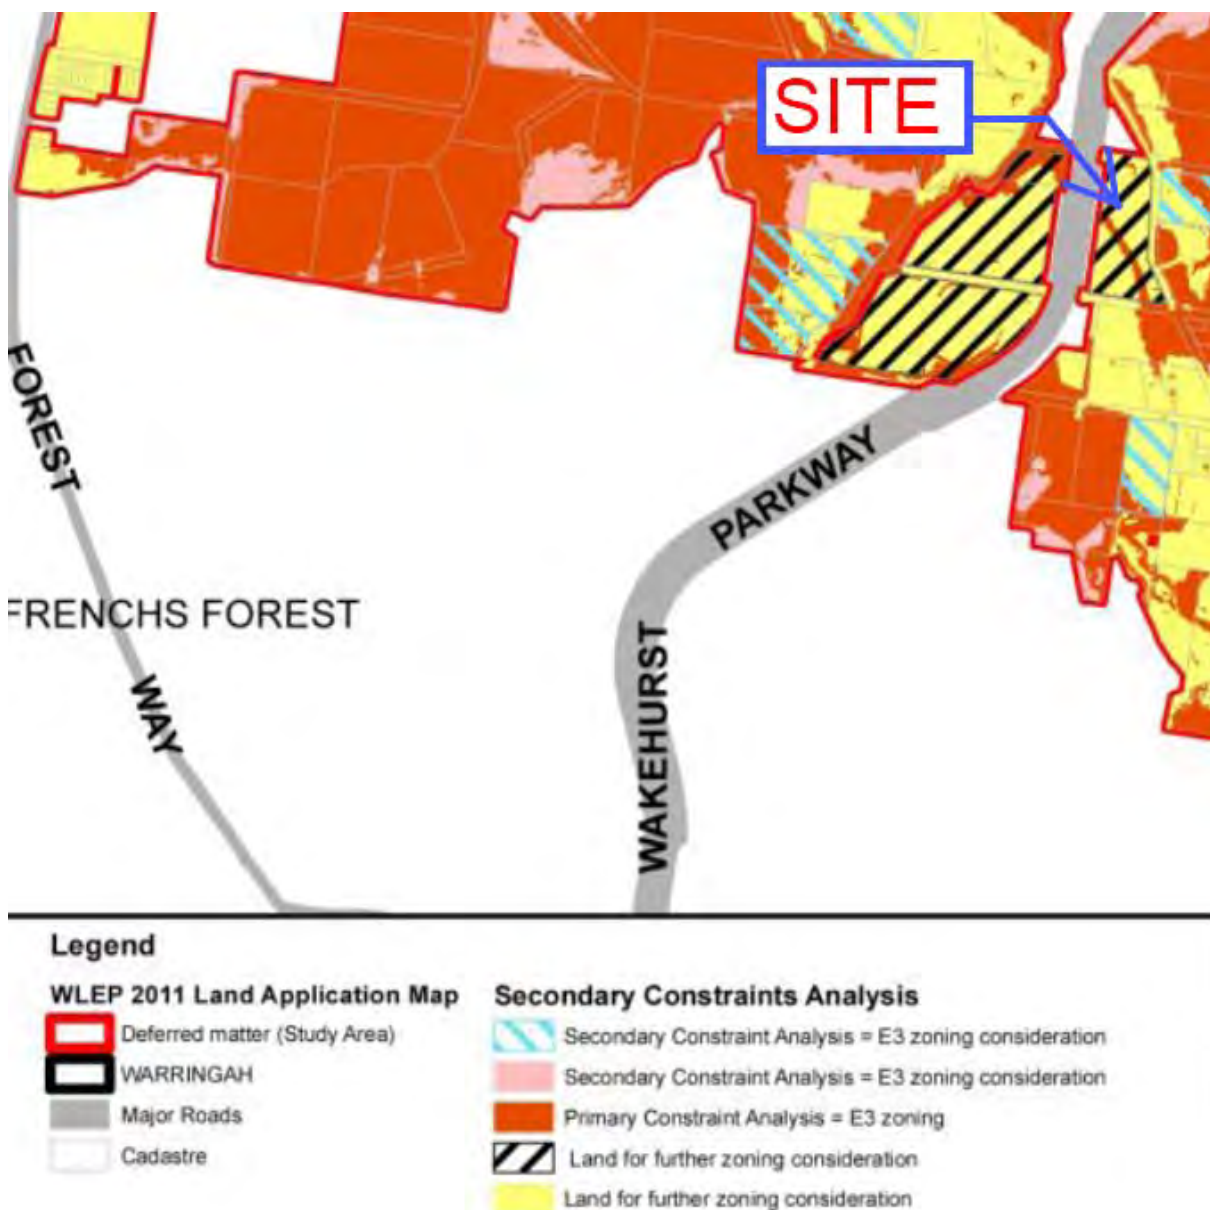 SITE
FOREST
WAY
FRENCHS FOREST
PARKWAY
WAKEHURST
Legend
WLEP 2011 Land Application Map
Deferred matter (Study Area)
WARRINGAH
Major Roads
Cadastre
Secondary Constraints Analysis
Secondary Constraint Analysis = E3 zoning consideration
Secondary Constraint Analysis = E3 zoning consideration
Primary Constraint Analysis = E3 zoning
Land for further zoning consideration
Land for further zoning consideration